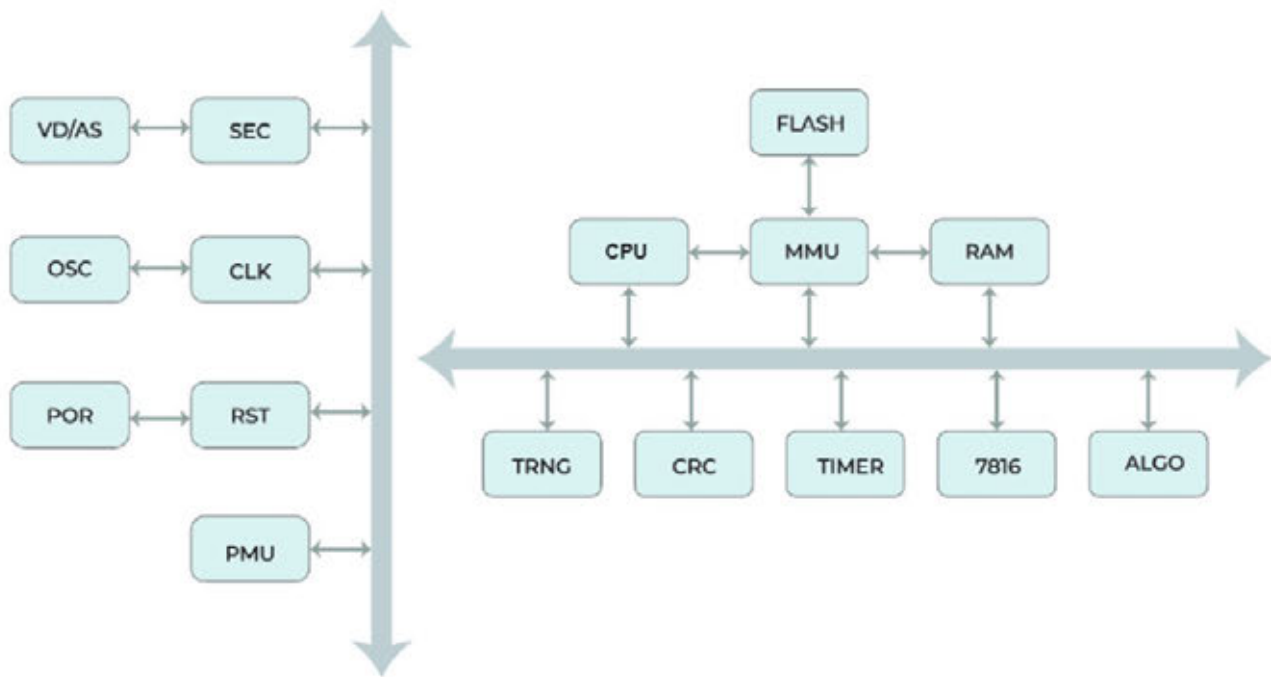 VD/AS
SEC
OSC
CLK
POR
RST
PMU
FLASH
CPU
MMU
RAM
TRNG
CRC
TIMER
7816
ALGO